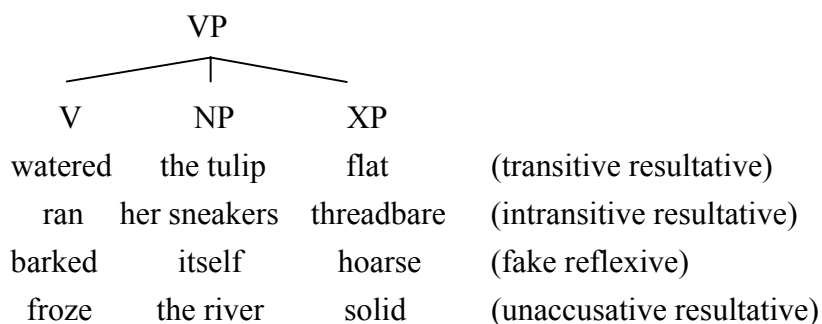 VP
V NP XP
watered the tulip flat (transitive resultative)
ran her sneakers threadbare (intransitive resultative)
barked itself hoarse (fake reflexive)
froze the river solid (unaccusative resultative)